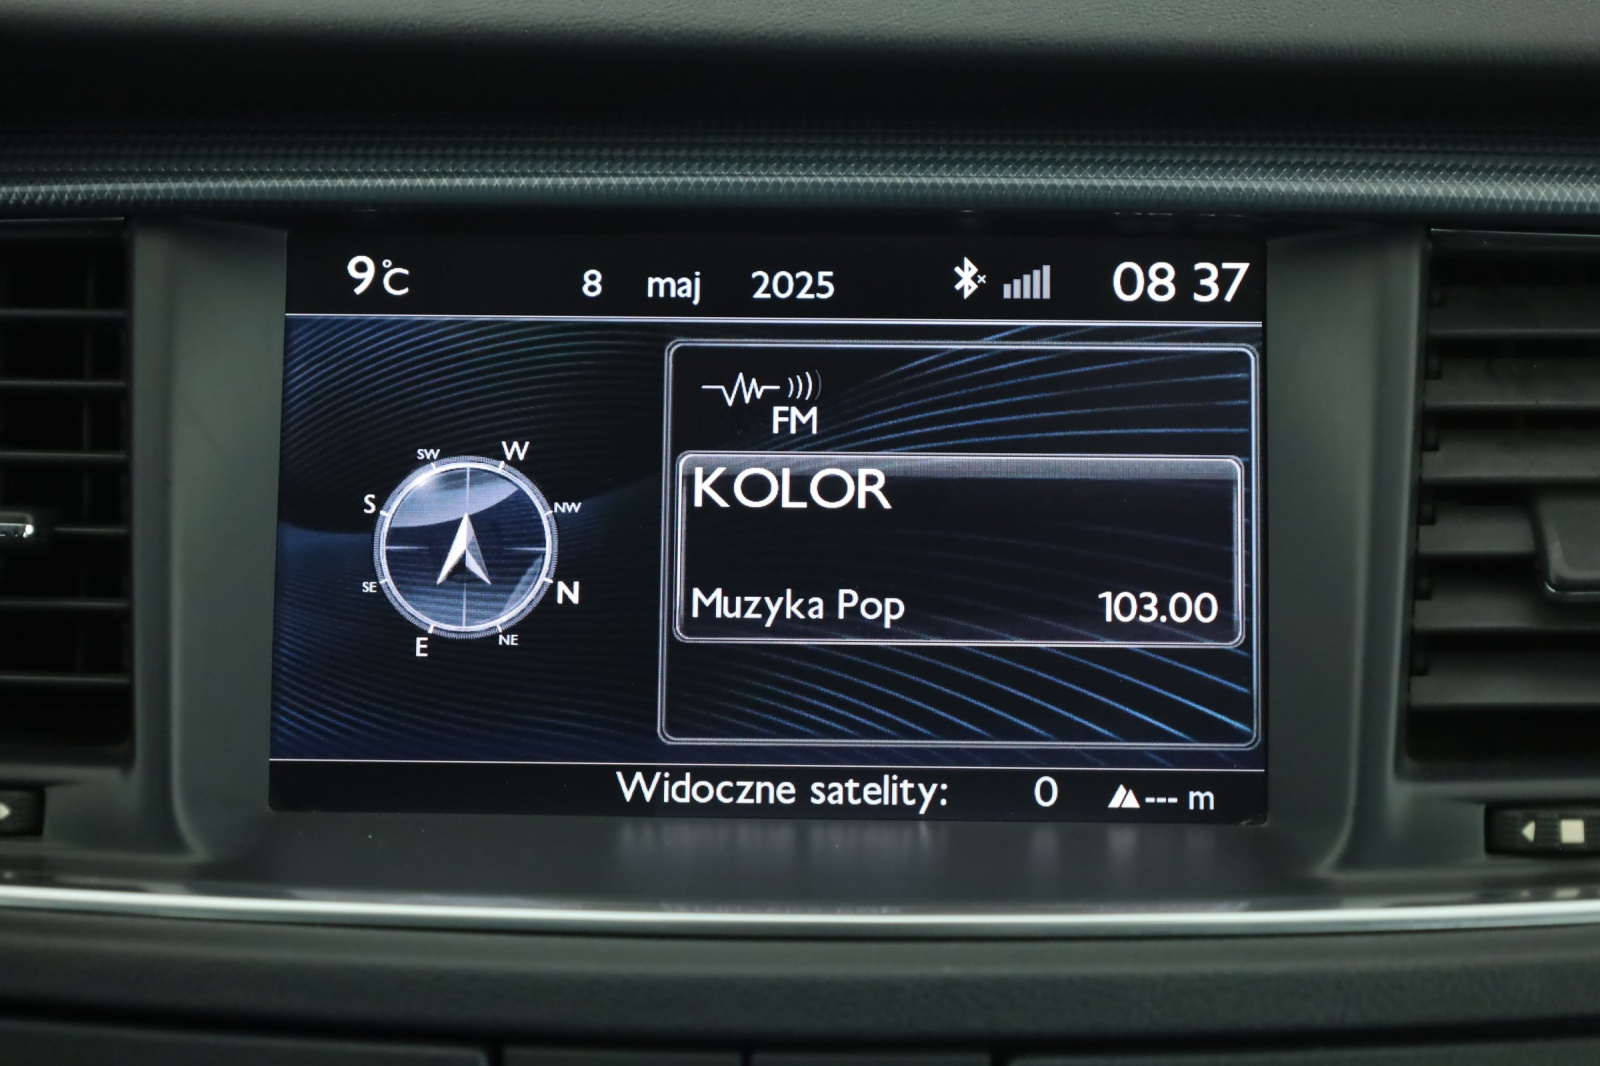 9°C 8 maj 2025 08 37
FM
KOLOR
Muzyka Pop 103.00
SW W
S NW
SE N
E NE
Widoczne satelity: 0 --- m